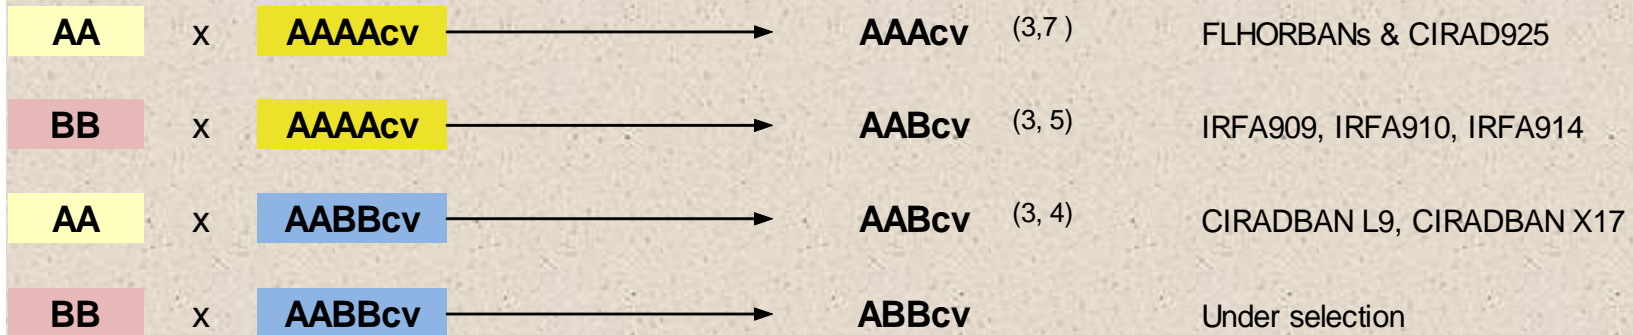 AA x AAAAcv AAAcv (3,7 ) FLHORBANs & CIRAD925
BB x AAAAcv AABcv (3, 5) IRFA909, IRFA910, IRFA914
AA x AABBcv AABcv (3, 4) CIRADBAN L9, CIRADBAN X17
BB x AABBcv ABBcv Under selection